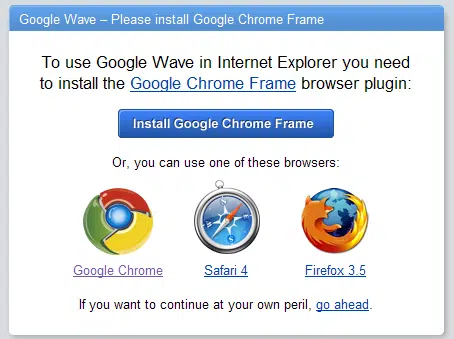 Google Wave – Please install Google Chrome Frame
To use Google Wave in Internet Explorer you need
to install the Google Chrome Frame browser plugin:
Install Google Chrome Frame
Or, you can use one of these browsers:
Google Chrome Safari 4 Firefox 3.5
If you want to continue at your own peril, go ahead.